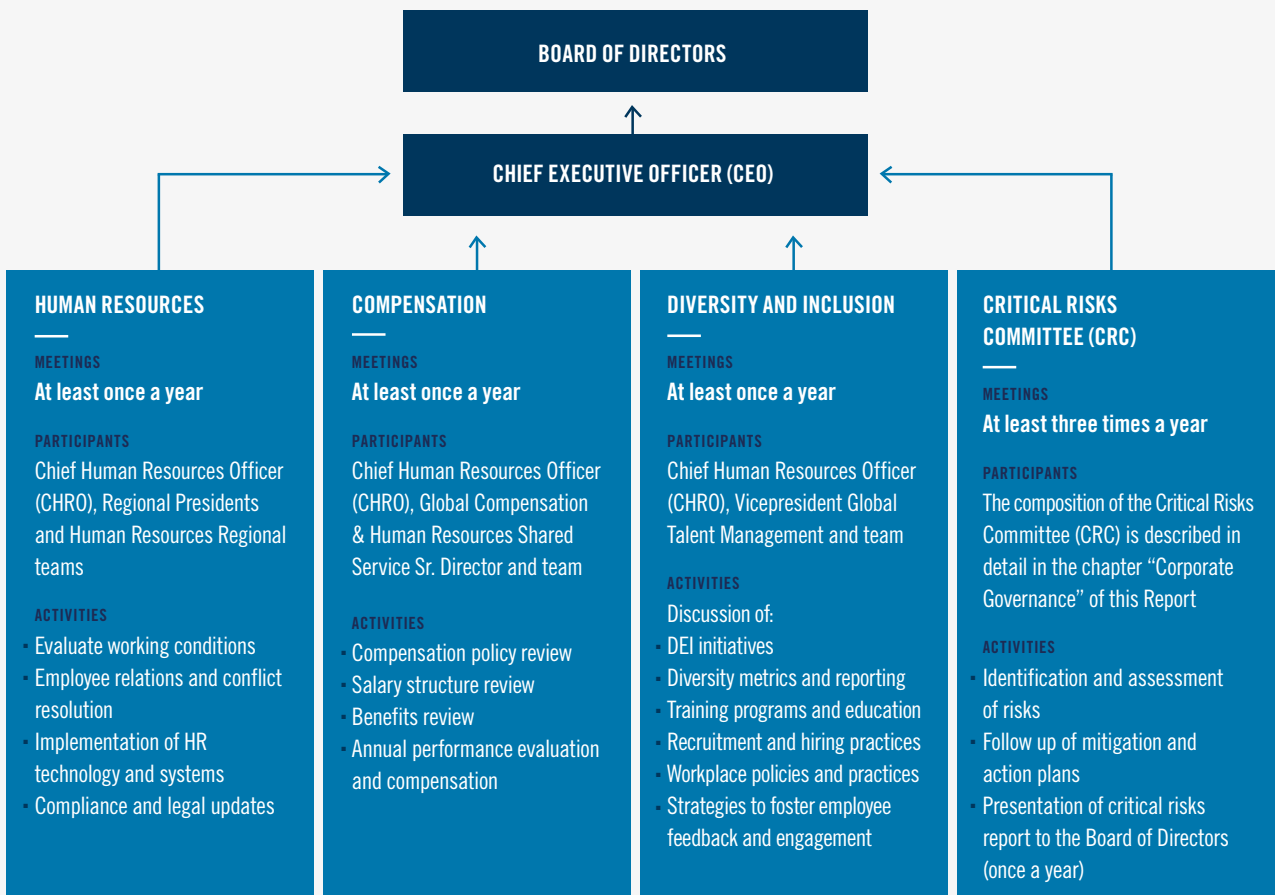 BOARD OF DIRECTORS
CHIEF EXECUTIVE OFFICER (CEO)
HUMAN RESOURCES
MEETINGS
At least once a year
PARTICIPANTS
Chief Human Resources Officer
(CHRO), Regional Presidents
and Human Resources Regional
teams
ACTIVITIES
▪ Evaluate working conditions
▪ Employee relations and conflict
resolution
▪ Implementation of HR
technology and systems
▪ Compliance and legal updates
COMPENSATION
MEETINGS
At least once a year
PARTICIPANTS
Chief Human Resources Officer
(CHRO), Global Compensation
& Human Resources Shared
Service Sr. Director and team
ACTIVITIES
▪ Compensation policy review
▪ Salary structure review
▪ Benefits review
▪ Annual performance evaluation
and compensation
DIVERSITY AND INCLUSION
MEETINGS
At least once a year
PARTICIPANTS
Chief Human Resources Officer
(CHRO), Vicepresident Global
Talent Management and team
ACTIVITIES
Discussion of:
▪ DEI initiatives
▪ Diversity metrics and reporting
▪ Training programs and education
▪ Recruitment and hiring practices
▪ Workplace policies and practices
▪ Strategies to foster employee
feedback and engagement
CRITICAL RISKS
COMMITTEE (CRC)
MEETINGS
At least three times a year
PARTICIPANTS
The composition of the Critical Risks
Committee (CRC) is described in
detail in the chapter “Corporate
Governance” of this Report
ACTIVITIES
▪ Identification and assessment
of risks
▪ Follow up of mitigation and
action plans
▪ Presentation of critical risks
report to the Board of Directors
(once a year)